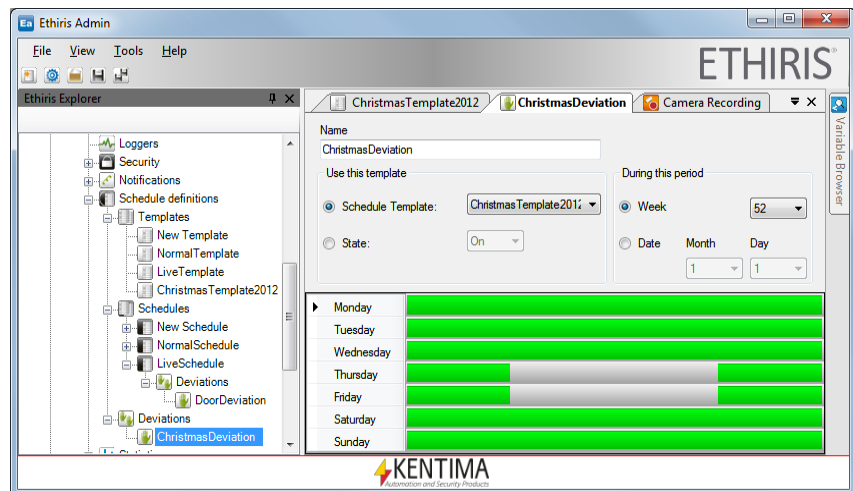 Ethiris Admin
File View Tools Help
ETHIRIS
Ethiris Explorer
Loggers
Security
Notifications
Schedule definitions
Templates
New Template
NormalTemplate
LiveTemplate
ChristmasTemplate2012
Schedules
New Schedule
NormalSchedule
LiveSchedule
Deviations
DoorDeviation
Deviations
ChristmasDeviation
ChristmasTemplate2012 ChristmasDeviation Camera Recording
Name
ChristmasDeviation
Use this template
Schedule Template: ChristmasTemplate2012
State: On
During this period
Week 52
Date Month Day
1 1
Monday
Tuesday
Wednesday
Thursday
Friday
Saturday
Sunday
Variable Browser
KENTIMA
Automation and Security Products